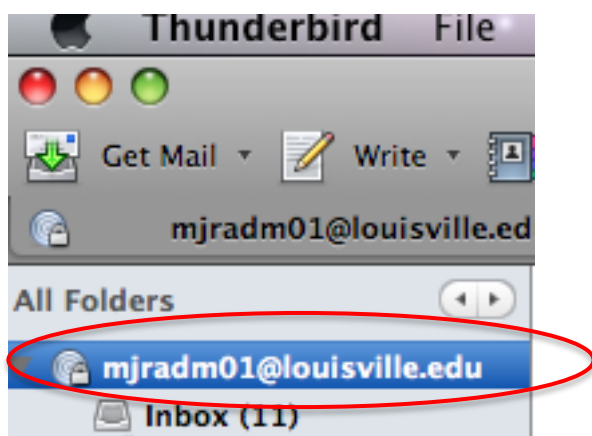 Thunderbird File
Get Mail Write
mjradm01@louisville.ed
All Folders
mjradm01@louisville.edu
Inbox (11)